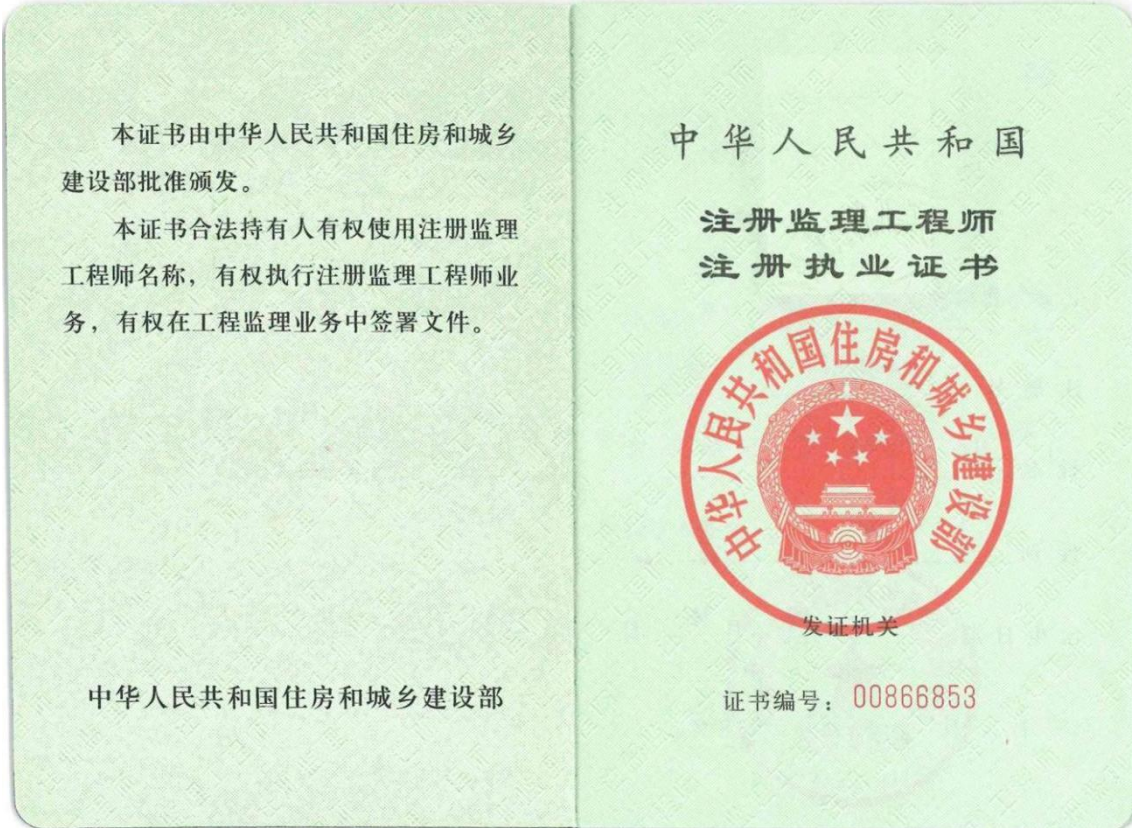 本证书由中华人民共和国住房和城乡
建设部批准颁发。
本证书合法持有人有权使用注册监理
工程师名称，有权执行注册监理工程师业
务，有权在工程监理业务中签署文件。
中华人民共和国住房和城乡建设部
中华人民共和国
注册监理工程师
注册执业证书
中华人民共和国住房和城乡建设部
发证机关
证书编号：00866853